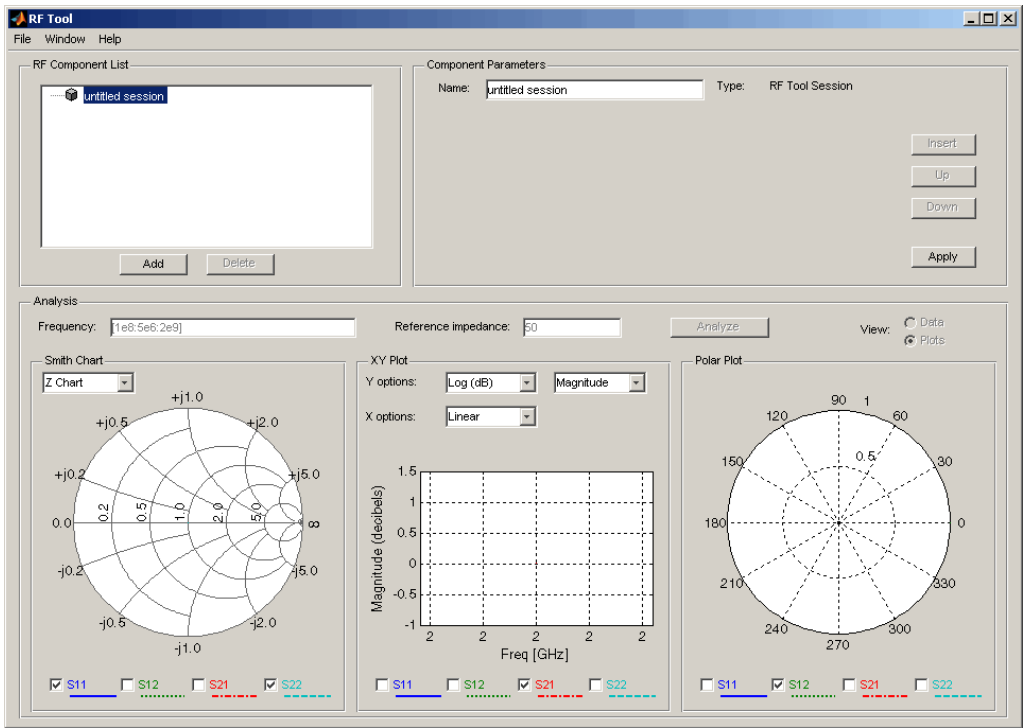 RF Tool
File Window Help
RF Component List
untitled session
Add Delete
Component Parameters
Name: untitled session Type: RF Tool Session
Insert
Up
Down
Apply
Analysis
Frequency: [1e8:5e6:2e9] Reference impedance: 50 Analyze View: Data
Plots
Smith Chart
Z Chart
+j1.0
+j0.5 +j2.0
+j0.2 +j5.0
0.0 0.2 0.5 1.0 2.0 5.0 ∞
-j0.2 -j5.0
-j0.5 -j2.0
-j1.0
S11 S12 S21 S22
XY Plot
Y options: Log (dB) Magnitude
X options: Linear
1.5
1
0.5
0
-0.5
-1
Magnitude (decibels)
2 2 2 2 2
Freq [GHz]
S11 S12 S21 S22
Polar Plot
90 1
120 60
0.5
150 30
180 0
210 330
240 300
270
S11 S12 S21 S22